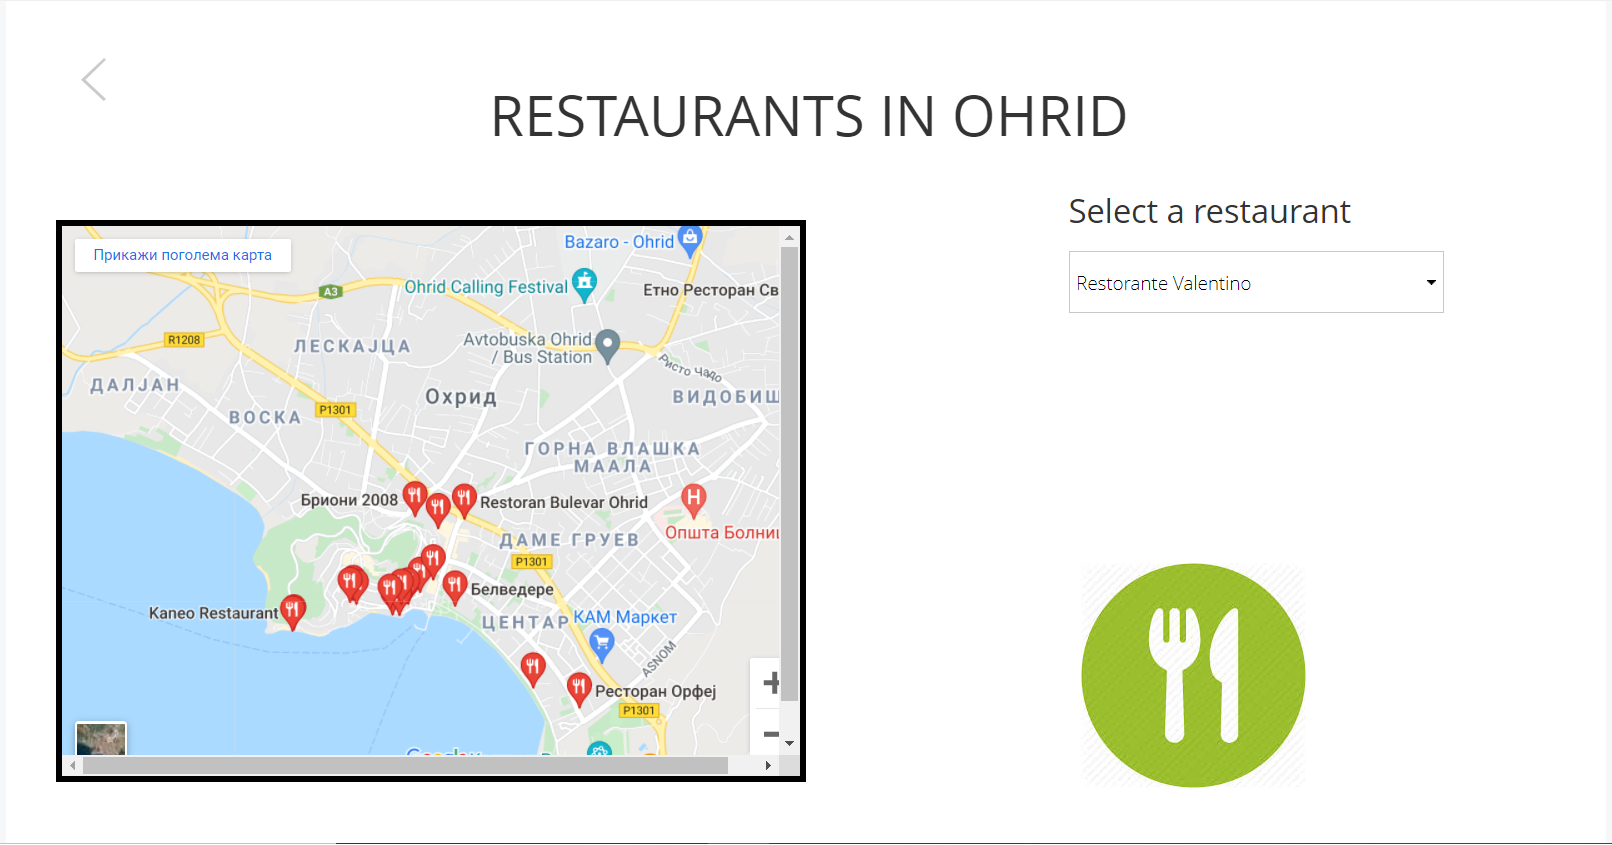 RESTAURANTS IN OHRID
Select a restaurant
Restorante Valentino
Прикажи поголема карта
Bazaro - Ohrid
Ohrid Calling Festival
A3
Етно Ресторан Св
R1208
ЛЕСКАЈЦА
Avtobuska Ohrid
/ Bus Station
Ристо Чадо
ДАЛЈАН
Охрид
ВИДОБИШ
ВОСКА
P1301
ГОРНА ВЛАШКА
МААЛА
Бриони 2008
Restoran Bulevar Ohrid
H
Општа Болниц
ДАМЕ ГРУЕВ
P1301
Белведере
Kaneo Restaurant
ЦЕНТАР
КАМ Маркет
ASNOM
Ресторан Орфеј
P1301
Google